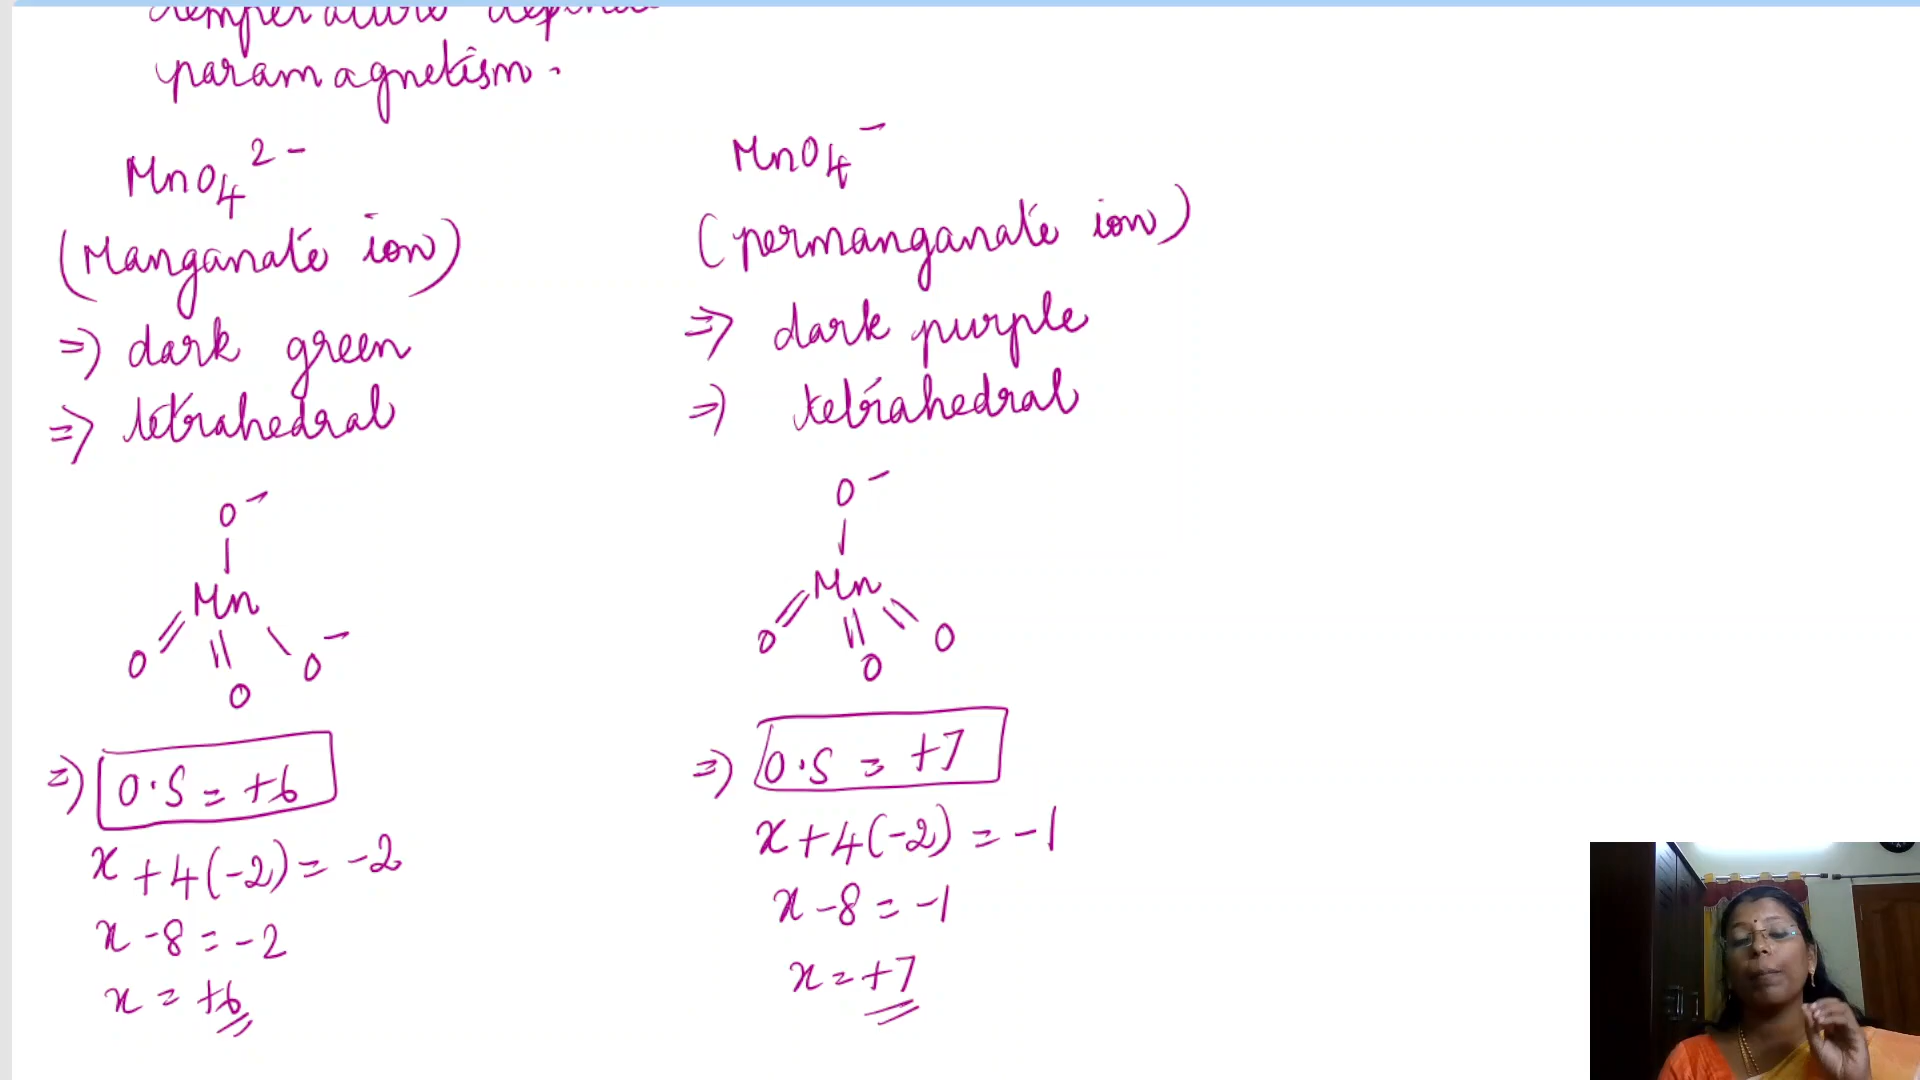 temperature
paramagnetism.
MnO4 2-
(Manganate ion)
=> dark green
=> tetrahedral
O-
Mn
O O O-
=> O.S = +6
x + 4(-2) = -2
x - 8 = -2
x = +6
MnO4 -
(permanganate ion)
=> dark purple
=> tetrahedral
O-
Mn
O O O
=> O.S = +7
x + 4(-2) = -1
x - 8 = -1
x = +7